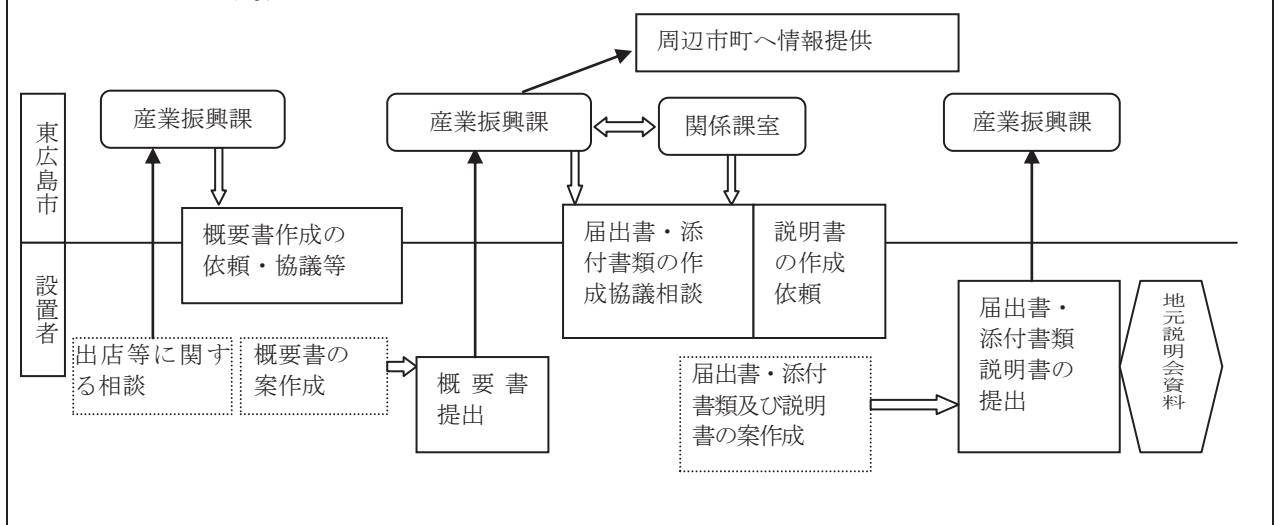 周辺市町へ情報提供
東広島市
産業振興課
産業振興課
関係課室
産業振興課
概要書作成の
依頼・協議等
届出書・添
付書類の作
成協議相談
説明書
の作成
依頼
設置者
出店等に関す
る相談
概要書の
案作成
概要書
提出
届出書・添付
書類及び説明
書の案作成
届出書・
添付書類
説明書の
提出
地元説明会資料